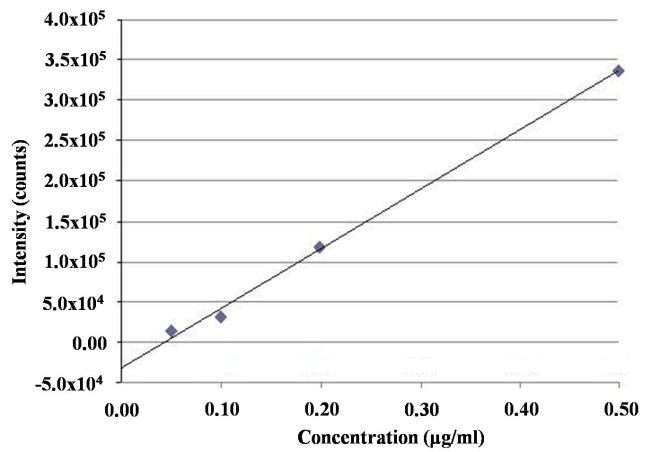 4.0x10⁵
3.5x10⁵
3.0x10⁵
2.5x10⁵
2.0x10⁵
1.5x10⁵
1.0x10⁵
5.0x10⁴
0.00
-5.0x10⁴
Intensity (counts)
0.00 0.10 0.20 0.30 0.40 0.50
Concentration (µg/ml)